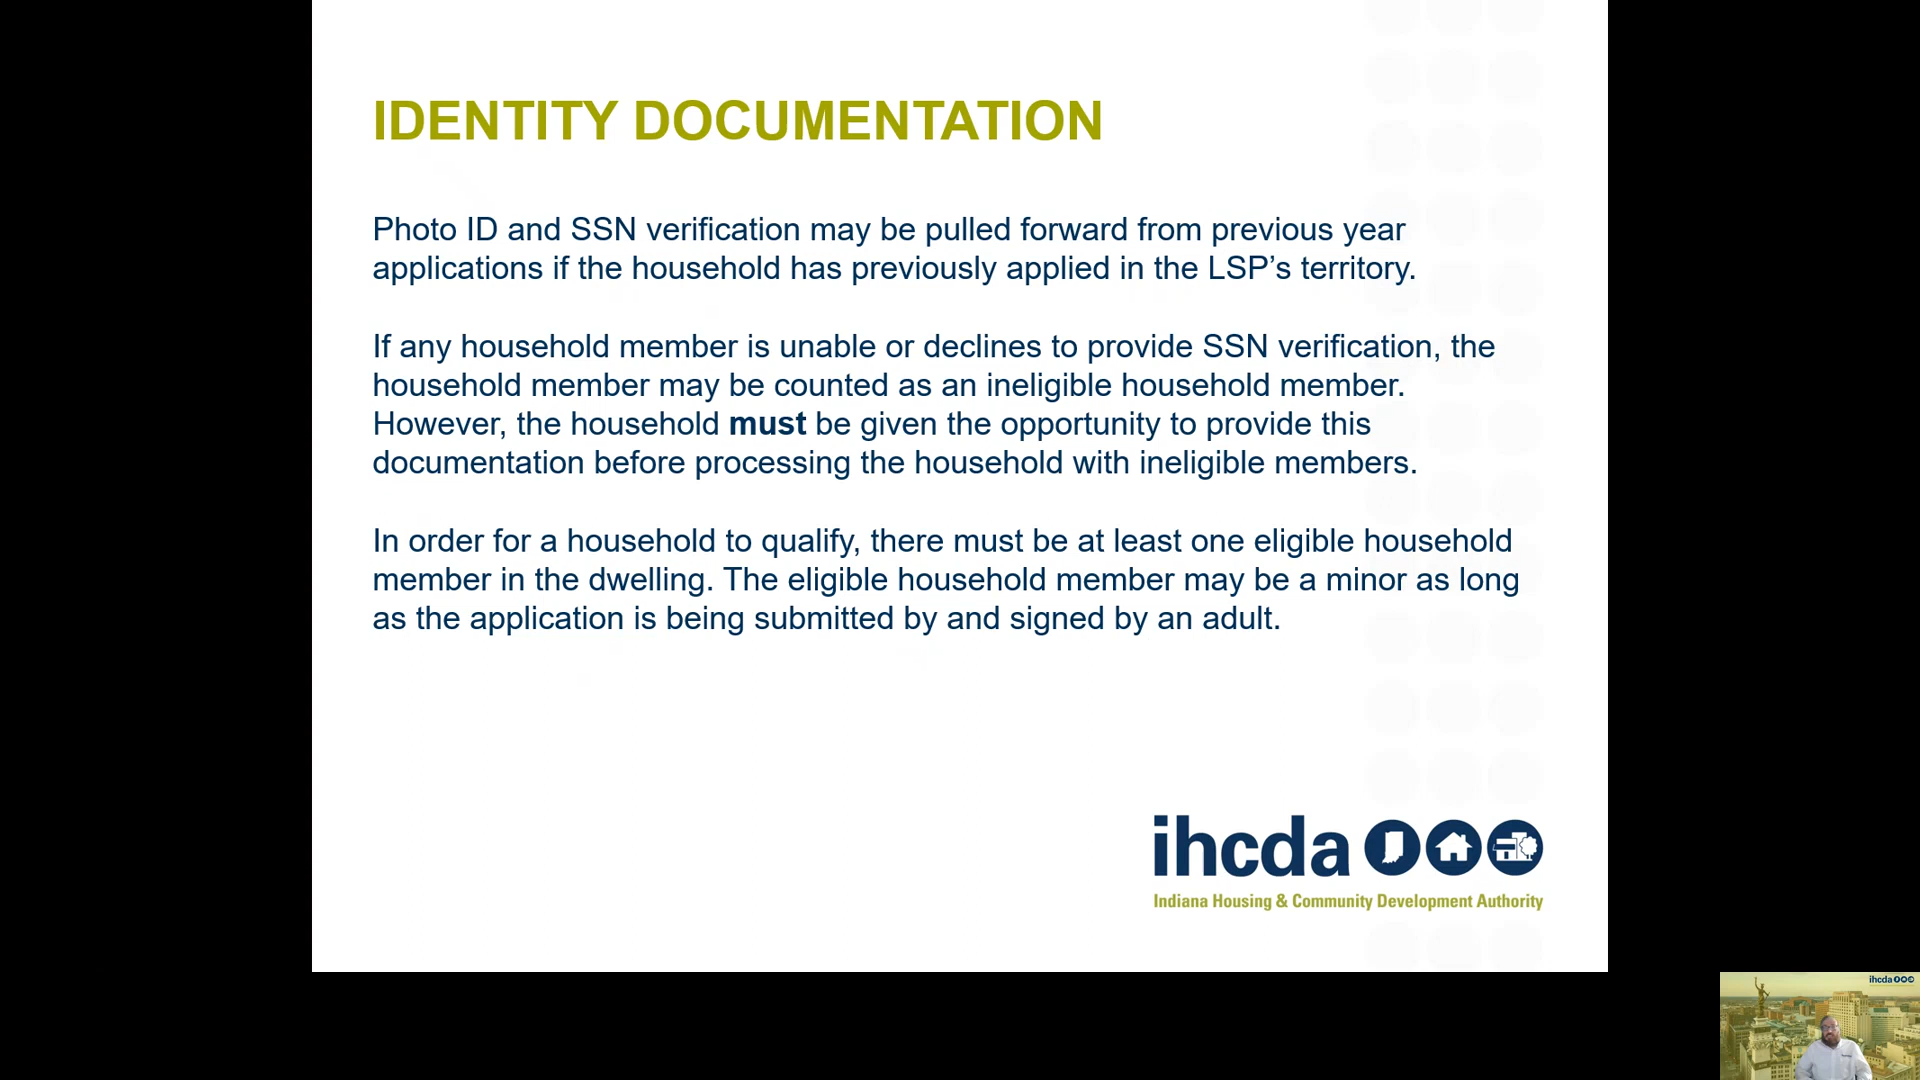 IDENTITY DOCUMENTATION
Photo ID and SSN verification may be pulled forward from previous year
applications if the household has previously applied in the LSP’s territory.
If any household member is unable or declines to provide SSN verification, the
household member may be counted as an ineligible household member.
However, the household must be given the opportunity to provide this
documentation before processing the household with ineligible members.
In order for a household to qualify, there must be at least one eligible household
member in the dwelling. The eligible household member may be a minor as long
as the application is being submitted by and signed by an adult.
ihcda
Indiana Housing & Community Development Authority
ihcda